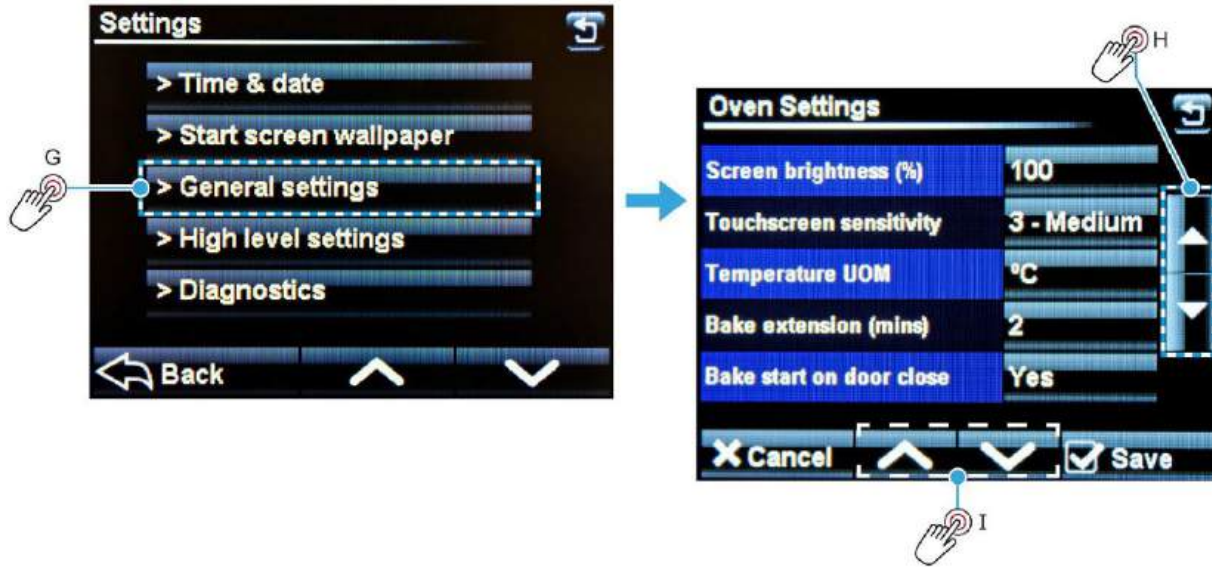 Settings
> Time & date
> Start screen wallpaper
G
> General settings
> High level settings
> Diagnostics
Back
H
Oven Settings
Screen brightness (%) 100
Touchscreen sensitivity 3 - Medium
Temperature UOM ºC
Bake extension (mins) 2
Bake start on door close Yes
Cancel Save
I